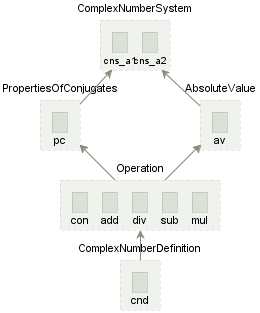 ComplexNumberSystem
cns_a1 cns_a2
PropertiesOfConjugates AbsoluteValue
pc av
Operation
con add div sub mul
ComplexNumberDefinition
cnd